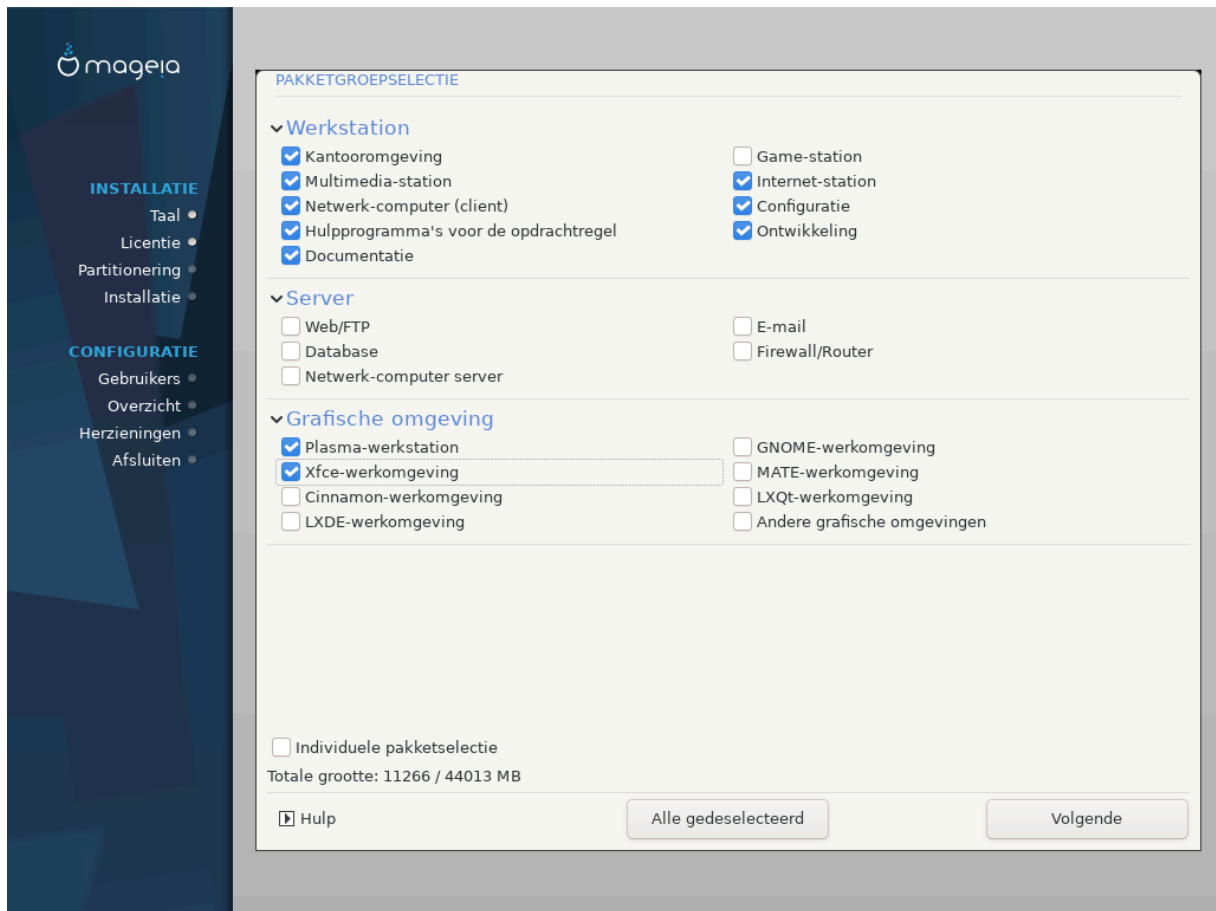 mageia
INSTALLATIE
Taal
Licentie
Partitionering
Installatie
CONFIGURATIE
Gebruikers
Overzicht
Herzieningen
Afsluiten
PAKKETGROEPSELECTIE
Werkstation
Kantooromgeving
Game-station
Multimedia-station
Internet-station
Netwerk-computer (client)
Configuratie
Hulpprogramma's voor de opdrachtregel
Ontwikkeling
Documentatie
Server
Web/FTP
E-mail
Database
Firewall/Router
Netwerk-computer server
Grafische omgeving
Plasma-werkstation
GNOME-werkomgeving
Xfce-werkomgeving
MATE-werkomgeving
Cinnamon-werkomgeving
LXQt-werkomgeving
LXDE-werkomgeving
Andere grafische omgevingen
Individuele pakketselectie
Totale grootte: 11266 / 44013 MB
Hulp
Alle gedeselecteerd
Volgende